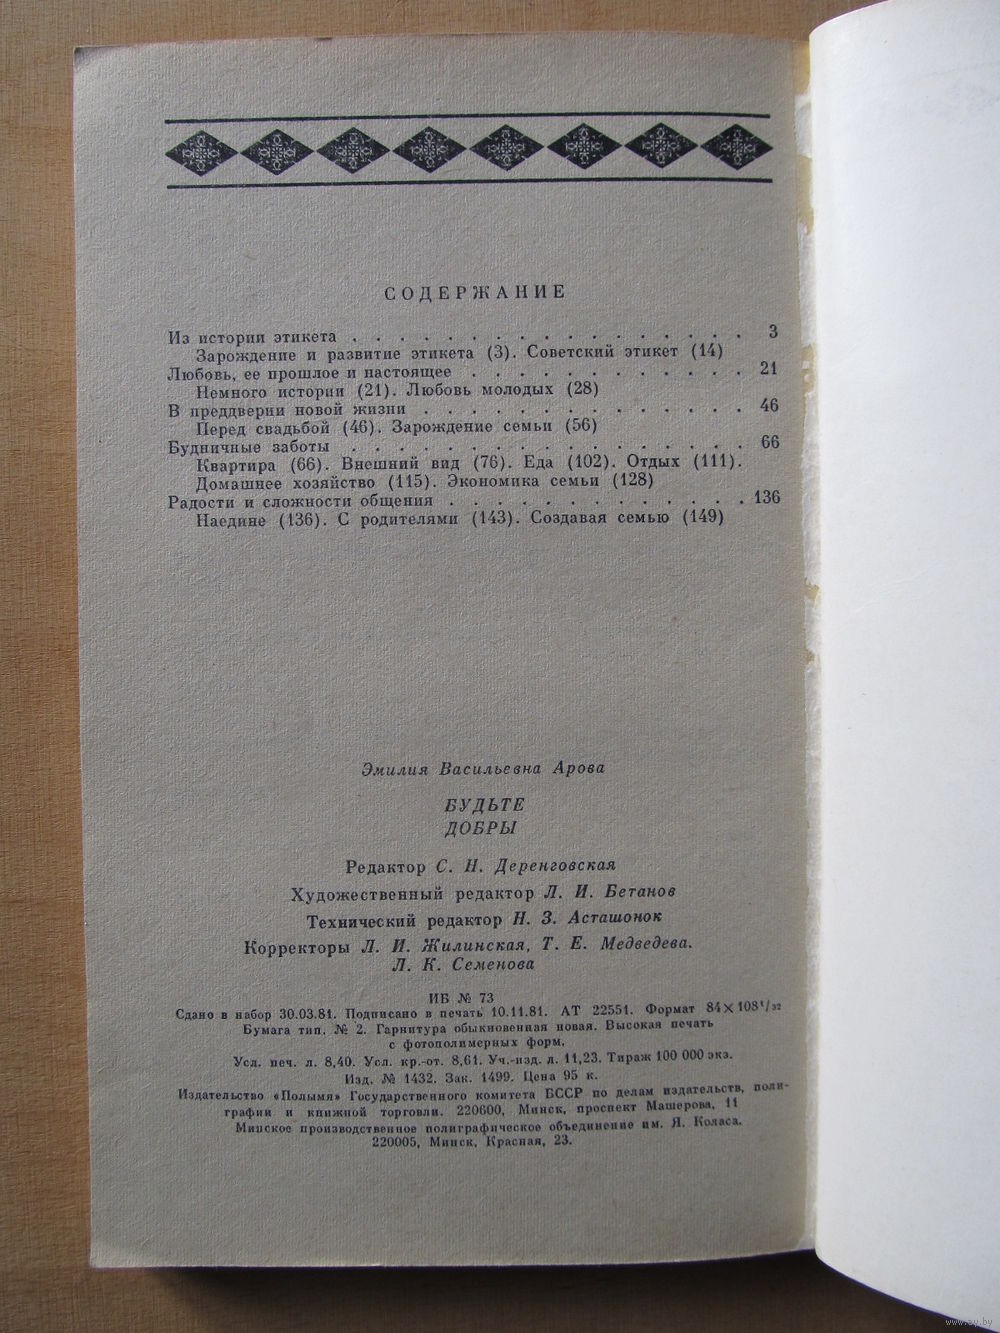 СОДЕРЖАНИЕ
Из истории этикета . . . . . . . . . . . . . . . . . 3
Зарождение и развитие этикета (3). Советский этикет (14)
Любовь, ее прошлое и настоящее . . . . . . . . . . . . 21
Немного истории (21). Любовь молодых (28)
В преддверии новой жизни . . . . . . . . . . . . . . 46
Перед свадьбой (46). Зарождение семьи (56)
Будничные заботы . . . . . . . . . . . . . . . . . 66
Квартира (66). Внешний вид (76). Еда (102). Отдых (111).
Домашнее хозяйство (115). Экономика семьи (128)
Радости и сложности общения . . . . . . . . . . . . . 136
Наедине (136). С родителями (143). Создавая семью (149)
Эмилия Васильевна Арова
БУДЬТЕ
ДОБРЫ
Редактор С. Н. Деренговская
Художественный редактор Л. И. Бетанов
Технический редактор Н. З. Асташонок
Корректоры Л. И. Жилинская, Т. Е. Медведева.
Л. К. Семенова
ИБ № 73
Сдано в набор 30.03.81. Подписано в печать 10.11.81. АТ 22551. Формат 84×108¹/₃₂
Бумага тип. № 2. Гарнитура обыкновенная новая. Высокая печать
с фотополимерных форм.
Усл. печ. л. 8,40. Усл. кр.-от. 8,61. Уч.-изд. л. 11,23. Тираж 100 000 экз.
Изд. № 1432. Зак. 1499. Цена 95 к.
Издательство «Полымя» Государственного комитета БССР по делам издательств, поли-
графии и книжной торговли. 220600, Минск, проспект Машерова, 11
Минское производственное полиграфическое объединение им. Я. Коласа.
220005, Минск, Красная, 23.
www.ay.by